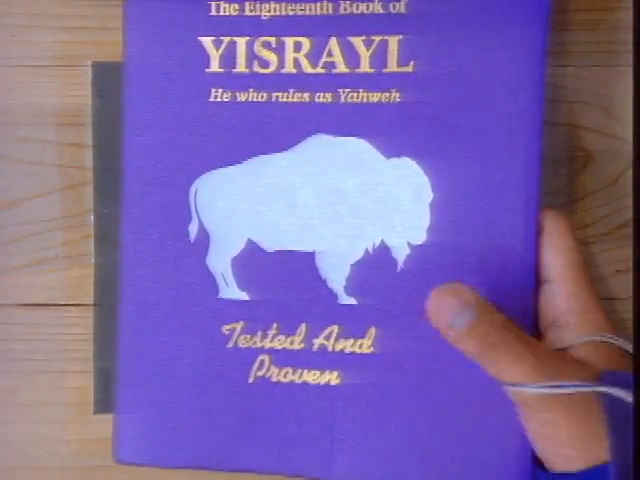 The Eighteenth Book of
YISRAYL
He who rules as Yahweh
Tested And
Proven